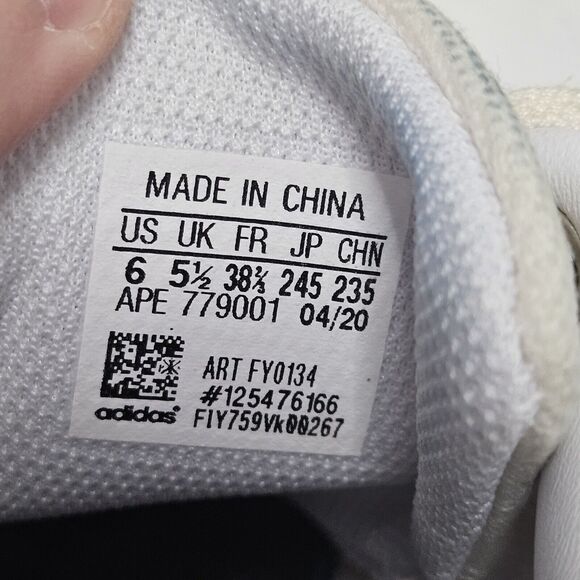 MADE IN CHINA
US UK FR JP CHN
6 5½ 38⅔ 245 235
APE 779001 04/20
ART FY0134
#125476166
adidas F1Y759Vk00267